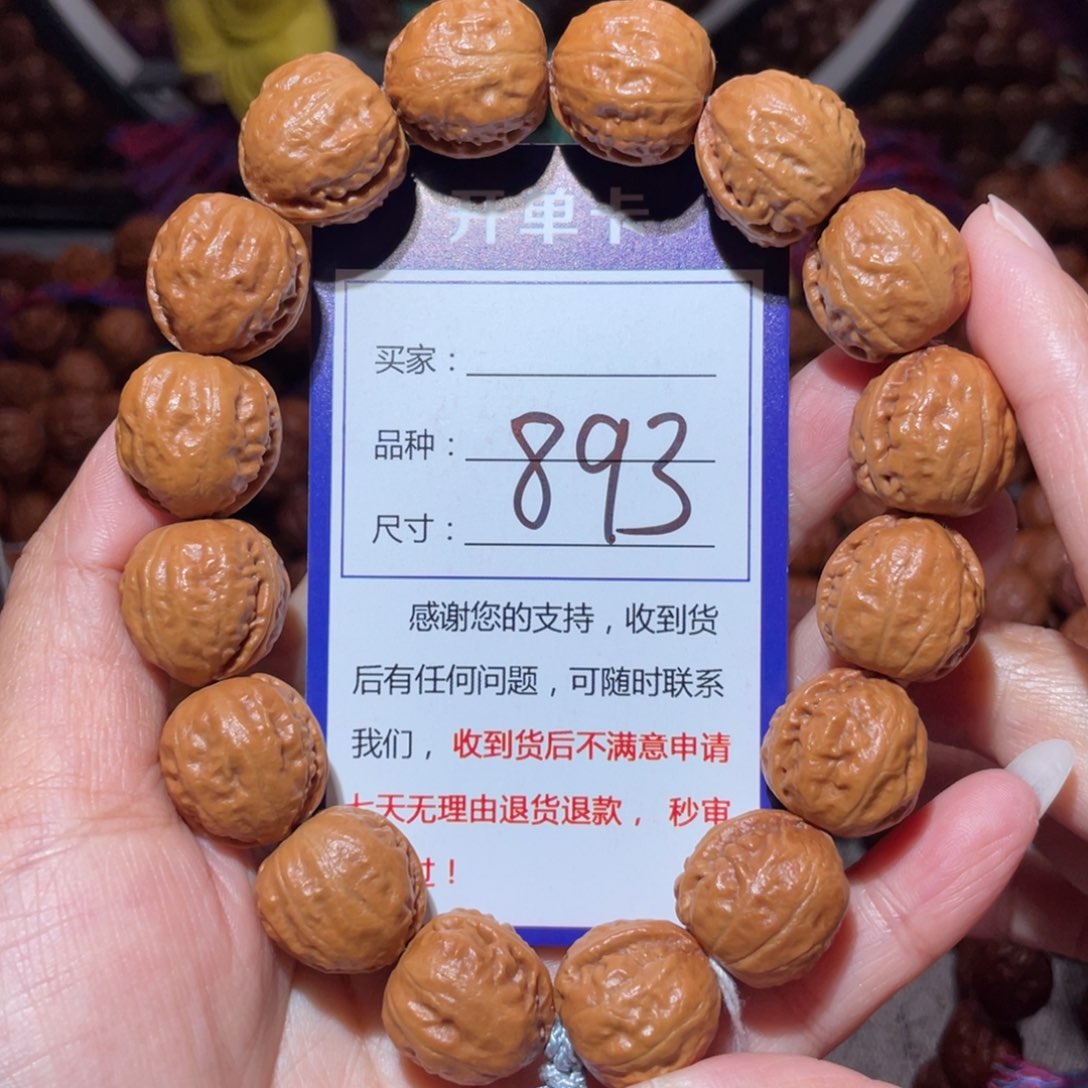 开单卡
买家：
品种：
893
尺寸：
感谢您的支持，收到货
后有任何问题，可随时联系
我们，收到货后不满意申请
七天无理由退货退款，秒审
过！